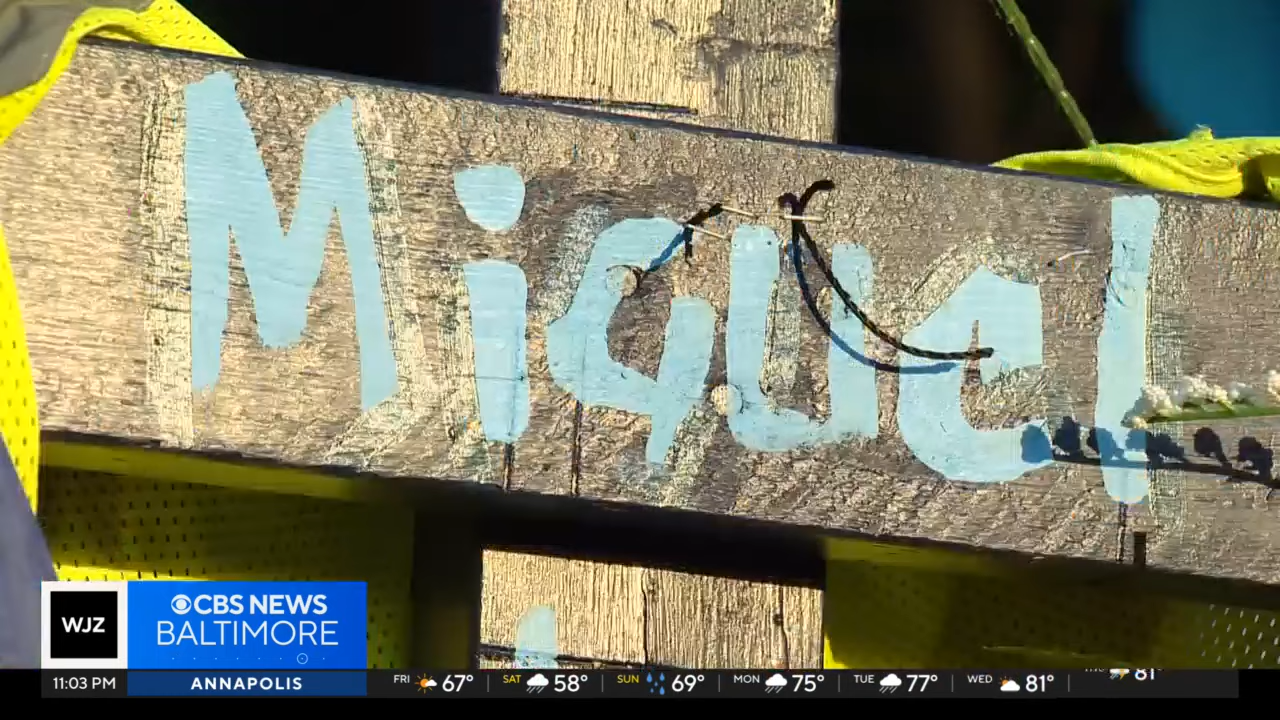 Miguel
WJZ
CBS NEWS
BALTIMORE
11:03 PM
ANNAPOLIS
FRI 67° SAT 58° SUN 69° MON 75° TUE 77° WED 81° 81°